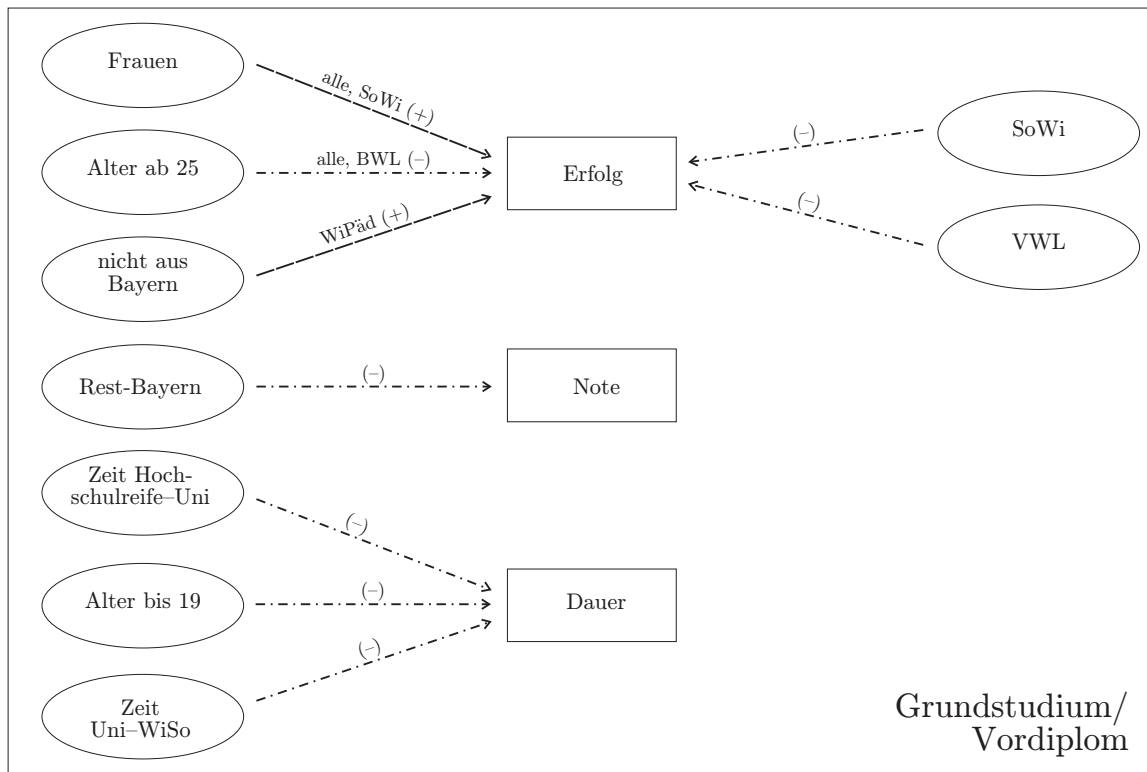 Frauen
alle, SoWi (+)
Alter ab 25
alle, BWL (–)
Erfolg
nicht aus
Bayern
WiPäd (+)
(–)
SoWi
(–)
VWL
Rest-Bayern
(–)
Note
Zeit Hoch-
schulreife–Uni
(–)
Alter bis 19
(–)
Dauer
Zeit
Uni–WiSo
(–)
Grundstudium/
Vordiplom